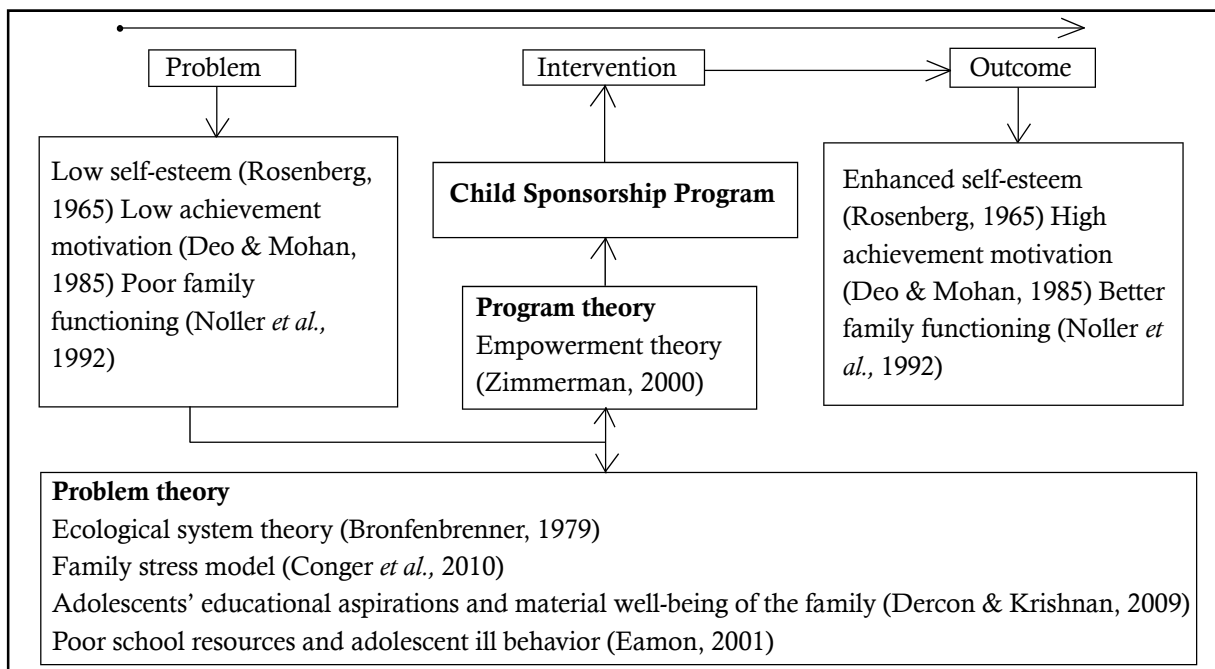 Problem
Intervention
Outcome
Low self-esteem (Rosenberg,
1965) Low achievement
motivation (Deo & Mohan,
1985) Poor family
functioning (Noller et al.,
1992)
Child Sponsorship Program
Program theory
Empowerment theory
(Zimmerman, 2000)
Enhanced self-esteem
(Rosenberg, 1965) High
achievement motivation
(Deo & Mohan, 1985) Better
family functioning (Noller et
al., 1992)
Problem theory
Ecological system theory (Bronfenbrenner, 1979)
Family stress model (Conger et al., 2010)
Adolescents’ educational aspirations and material well-being of the family (Dercon & Krishnan, 2009)
Poor school resources and adolescent ill behavior (Eamon, 2001)